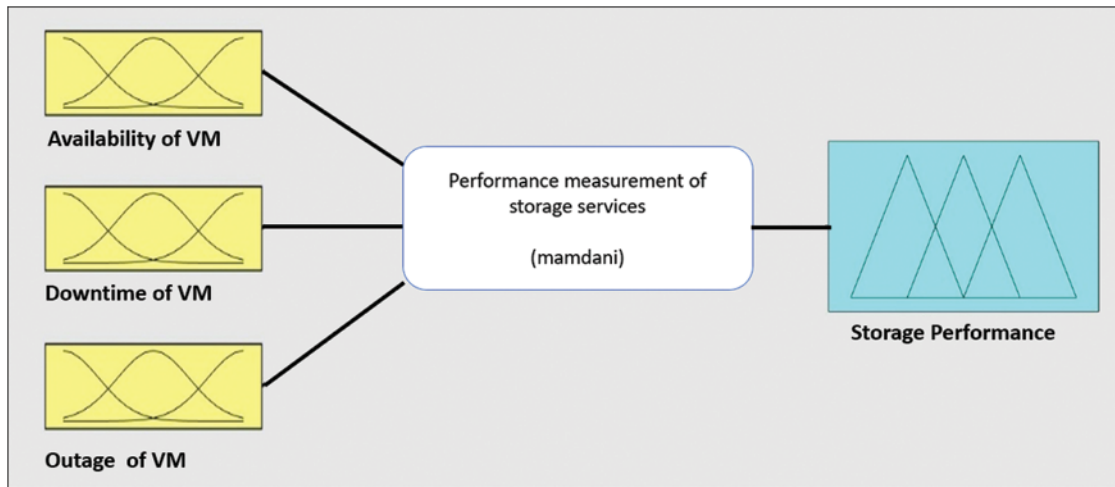 Availability of VM
Downtime of VM
Outage of VM
Performance measurement of
storage services
(mamdani)
Storage Performance